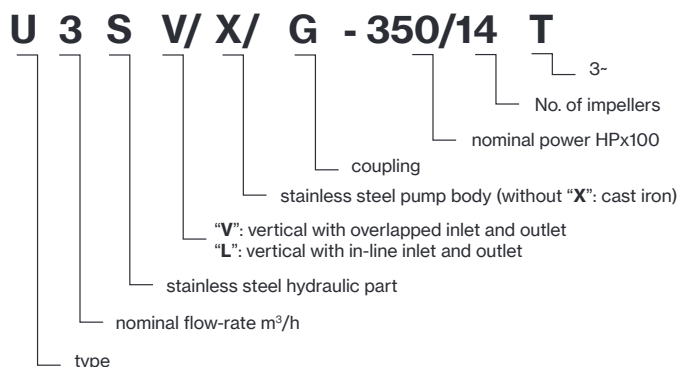 U 3 S V/ X/ G - 350/14 T
3~
No. of impellers
nominal power HPx100
coupling
stainless steel pump body (without “X”: cast iron)
“V”: vertical with overlapped inlet and outlet
“L”: vertical with in-line inlet and outlet
stainless steel hydraulic part
nominal flow-rate m³/h
type